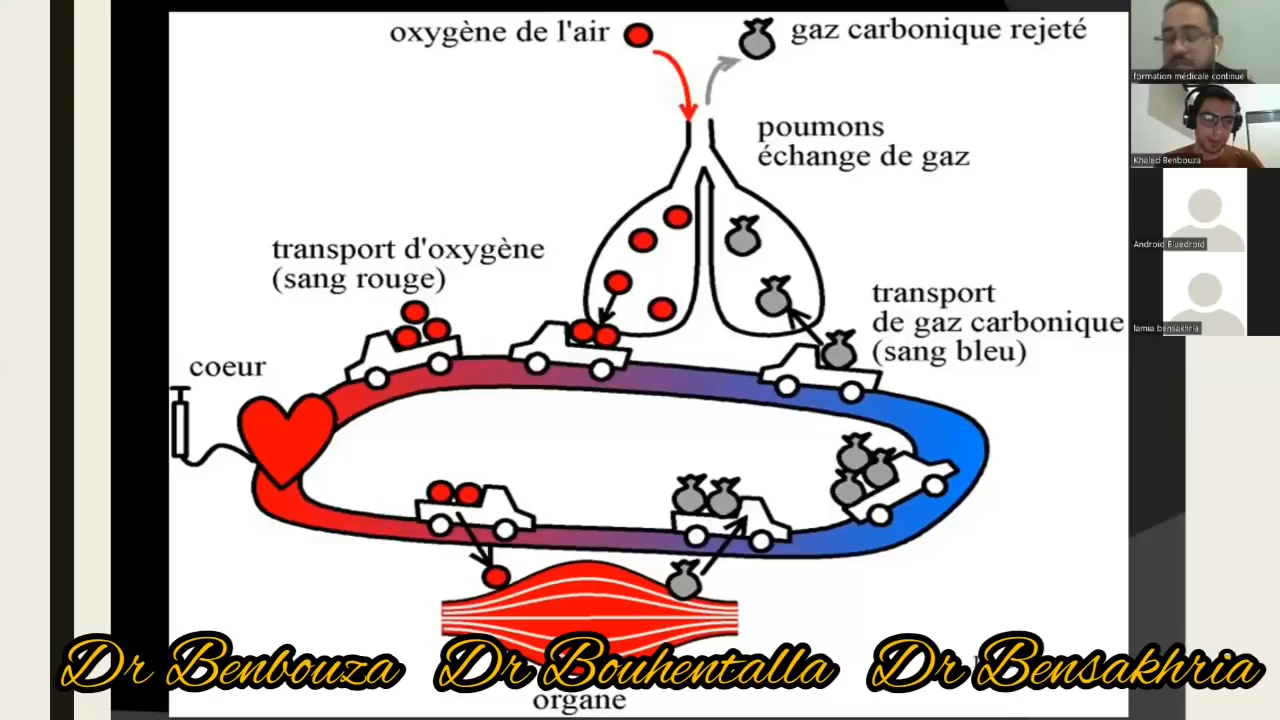 oxygène de l'air
gaz carbonique rejeté
poumons
échange de gaz
transport d'oxygène
(sang rouge)
transport
de gaz carbonique
(sang bleu)
coeur
organe
Dr Benbouza
Dr Bouhentalla
Dr Bensakhria
formation médicale continue
Khaled Benbouza
Android Bluedroid
lamia bensakhria